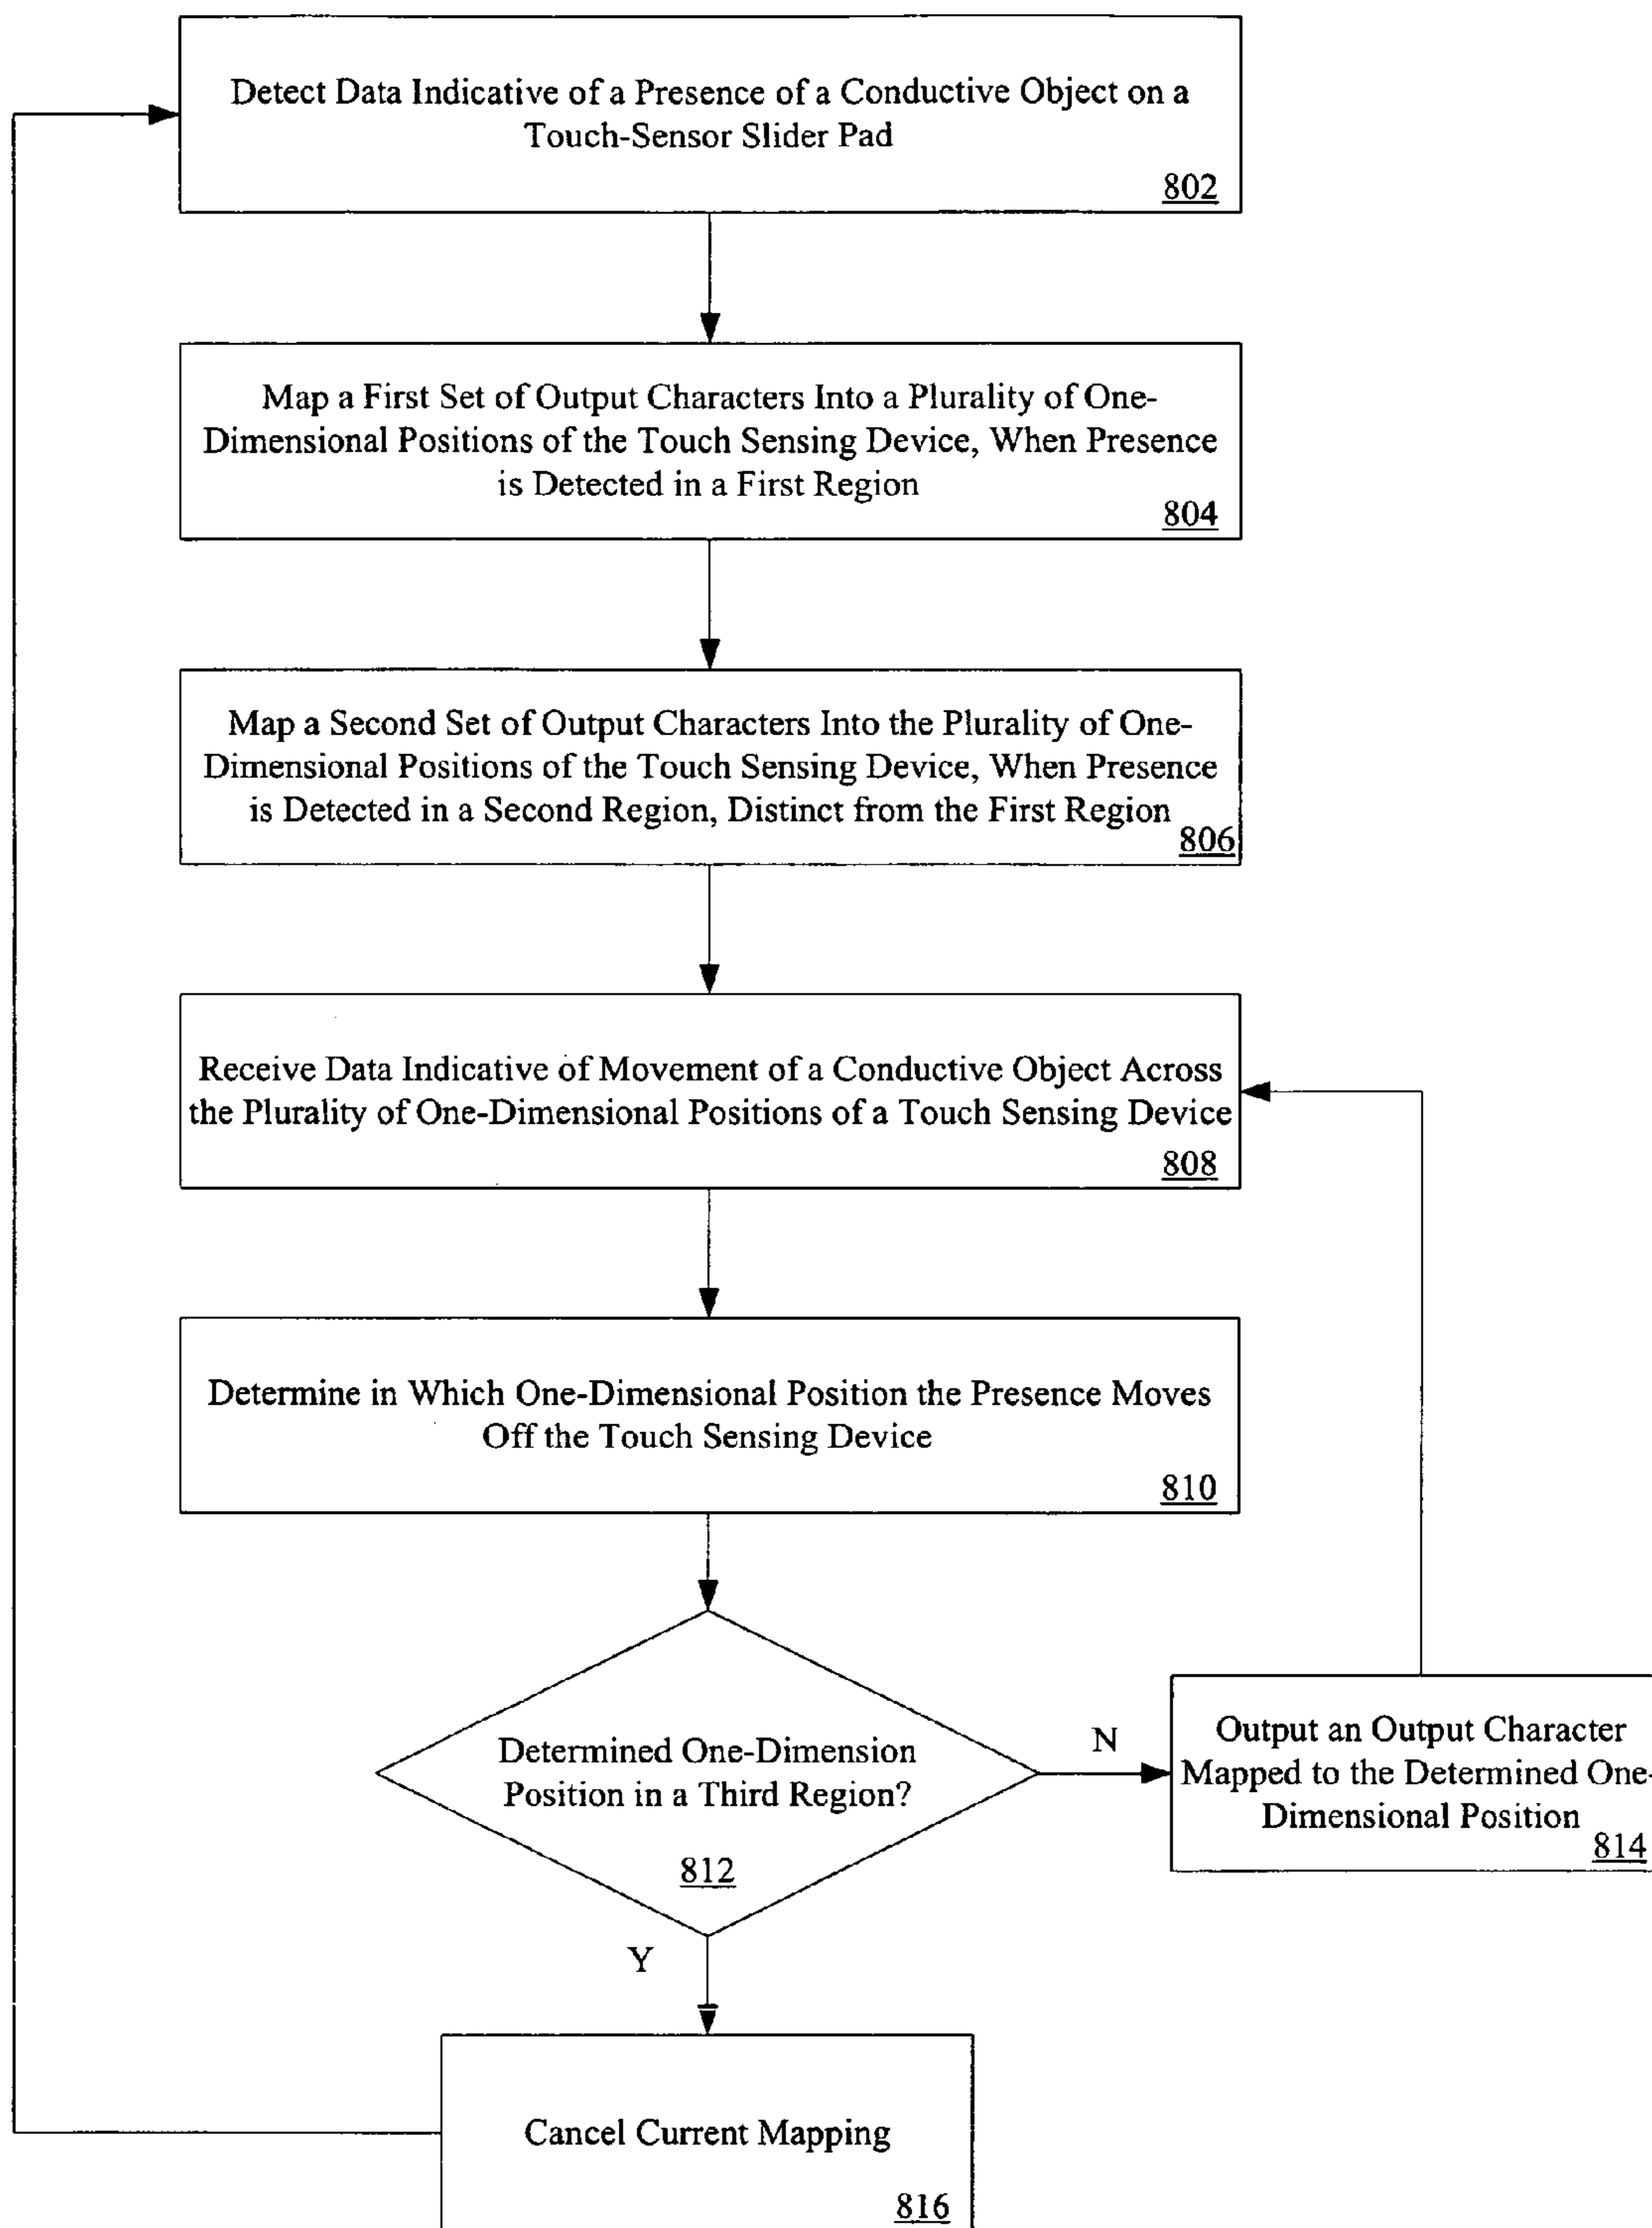 Detect Data Indicative of a Presence of a Conductive Object on a
Touch-Sensor Slider Pad
802
Map a First Set of Output Characters Into a Plurality of One-
Dimensional Positions of the Touch Sensing Device, When Presence
is Detected in a First Region
804
Map a Second Set of Output Characters Into the Plurality of One-
Dimensional Positions of the Touch Sensing Device, When Presence
is Detected in a Second Region, Distinct from the First Region
806
Receive Data Indicative of Movement of a Conductive Object Across
the Plurality of One-Dimensional Positions of a Touch Sensing Device
808
Determine in Which One-Dimensional Position the Presence Moves
Off the Touch Sensing Device
810
Determined One-Dimension
Position in a Third Region?
812
N
Output an Output Character
Mapped to the Determined One-
Dimensional Position
814
Y
Cancel Current Mapping
816